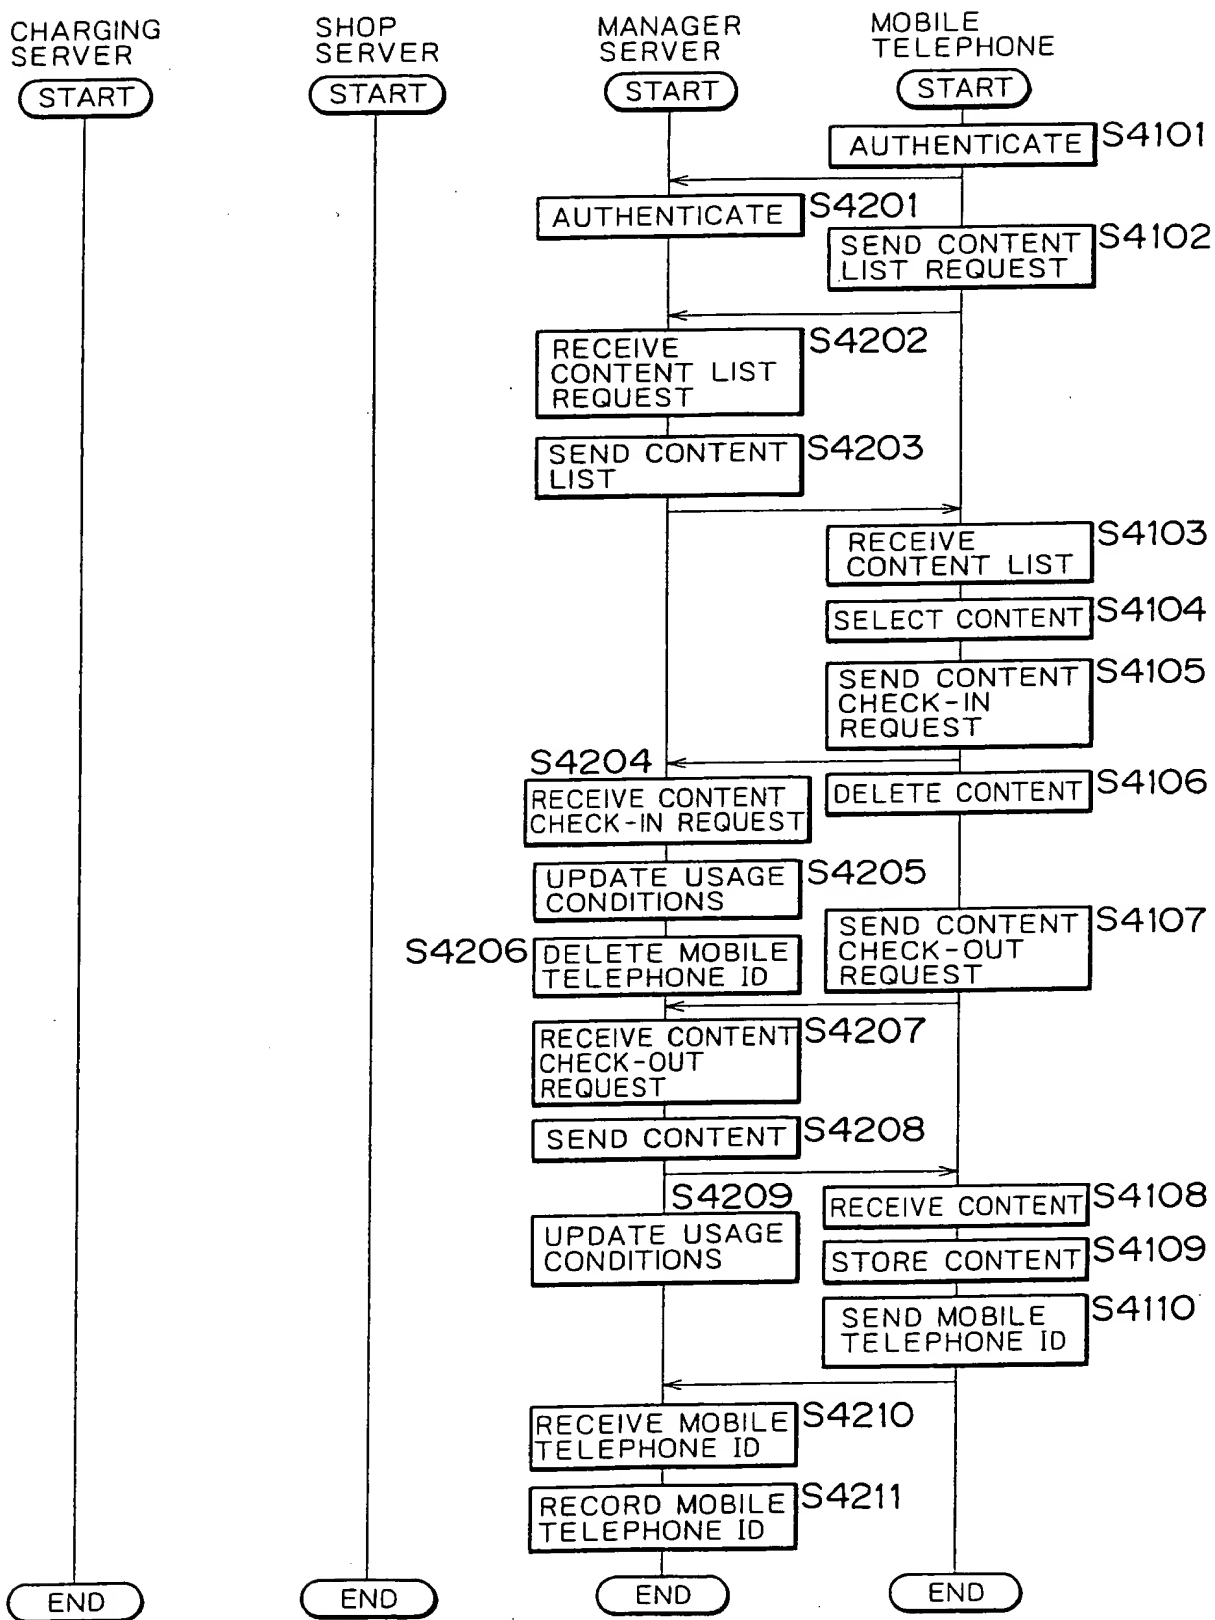 CHARGING
SERVER
SHOP
SERVER
MANAGER
SERVER
MOBILE
TELEPHONE
START
START
START
START
AUTHENTICATE
S4101
AUTHENTICATE
S4201
SEND CONTENT
LIST REQUEST
S4102
RECEIVE
CONTENT LIST
REQUEST
S4202
SEND CONTENT
LIST
S4203
RECEIVE
CONTENT LIST
S4103
SELECT CONTENT
S4104
SEND CONTENT
CHECK-IN
REQUEST
S4105
S4204
RECEIVE CONTENT
CHECK-IN REQUEST
DELETE CONTENT
S4106
UPDATE USAGE
CONDITIONS
S4205
SEND CONTENT
CHECK-OUT
REQUEST
S4107
S4206
DELETE MOBILE
TELEPHONE ID
RECEIVE CONTENT
CHECK-OUT
REQUEST
S4207
SEND CONTENT
S4208
S4209
UPDATE USAGE
CONDITIONS
RECEIVE CONTENT
S4108
STORE CONTENT
S4109
SEND MOBILE
TELEPHONE ID
S4110
RECEIVE MOBILE
TELEPHONE ID
S4210
RECORD MOBILE
TELEPHONE ID
S4211
END
END
END
END